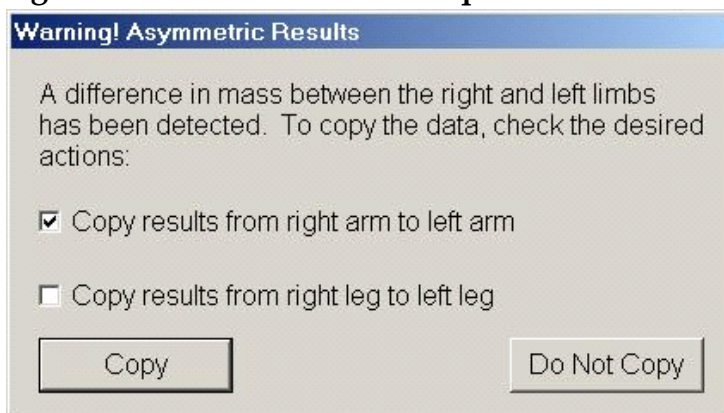 Warning! Asymmetric Results
A difference in mass between the right and left limbs
has been detected. To copy the data, check the desired
actions:
Copy results from right arm to left arm
Copy results from right leg to left leg
Copy
Do Not Copy